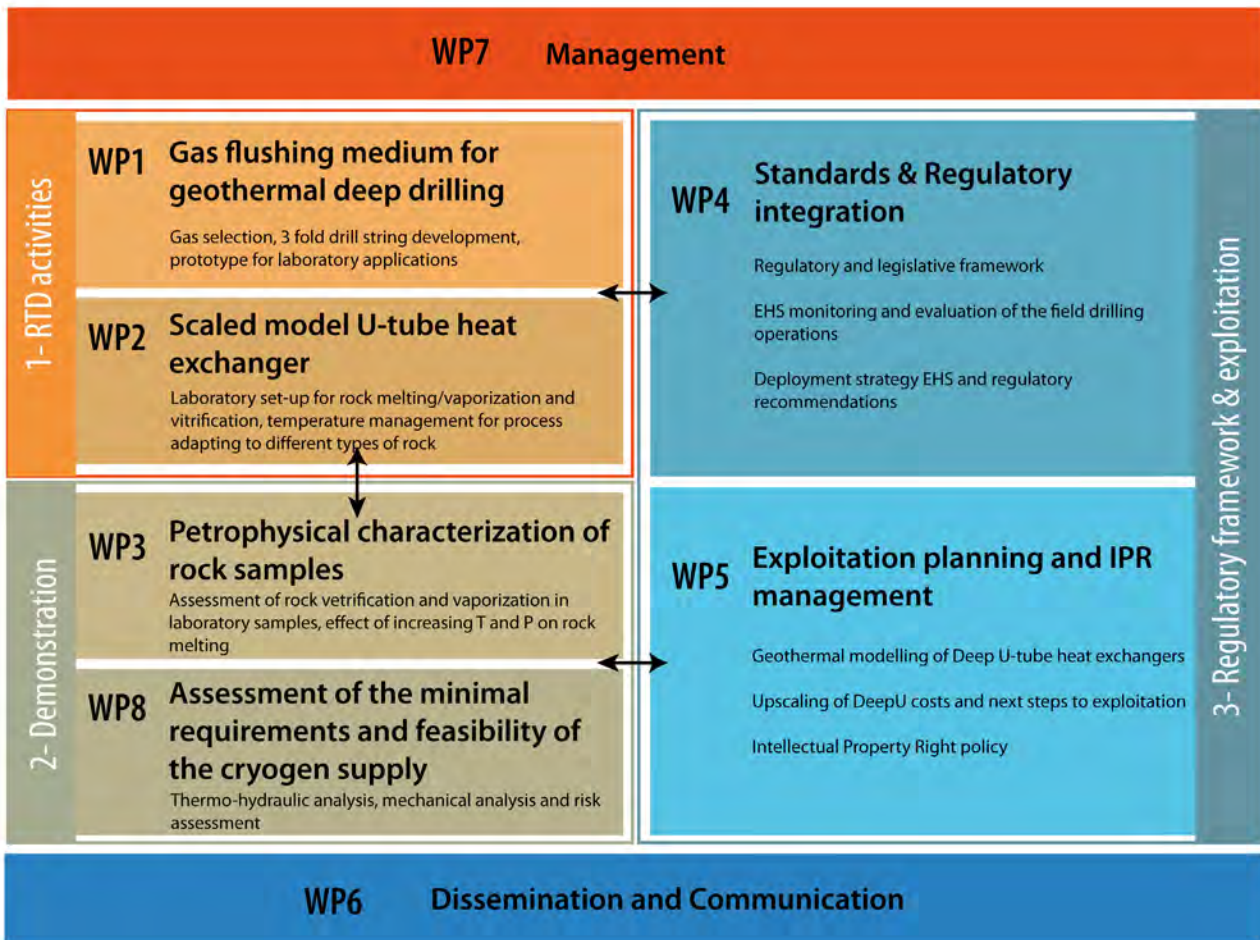 WP7 Management
1- RTD activities
WP1
Gas flushing medium for
geothermal deep drilling
Gas selection, 3 fold drill string development,
prototype for laboratory applications
WP2
Scaled model U-tube heat
exchanger
Laboratory set-up for rock melting/vaporization and
vitrification, temperature management for process
adapting to different types of rock
2- Demonstration
WP3
Petrophysical characterization of
rock samples
Assessment of rock vetrification and vaporization in
laboratory samples, effect of increasing T and P on rock
melting
WP8
Assessment of the minimal
requirements and feasibility of
the cryogen supply
Thermo-hydraulic analysis, mechanical analysis and risk
assessment
WP4
Standards & Regulatory
integration
Regulatory and legislative framework
EHS monitoring and evaluation of the field drilling
operations
Deployment strategy EHS and regulatory
recommendations
WP5
Exploitation planning and IPR
management
Geothermal modelling of Deep U-tube heat exchangers
Upscaling of DeepU costs and next steps to exploitation
Intellectual Property Right policy
3- Regulatory framework & exploitation
WP6 Dissemination and Communication